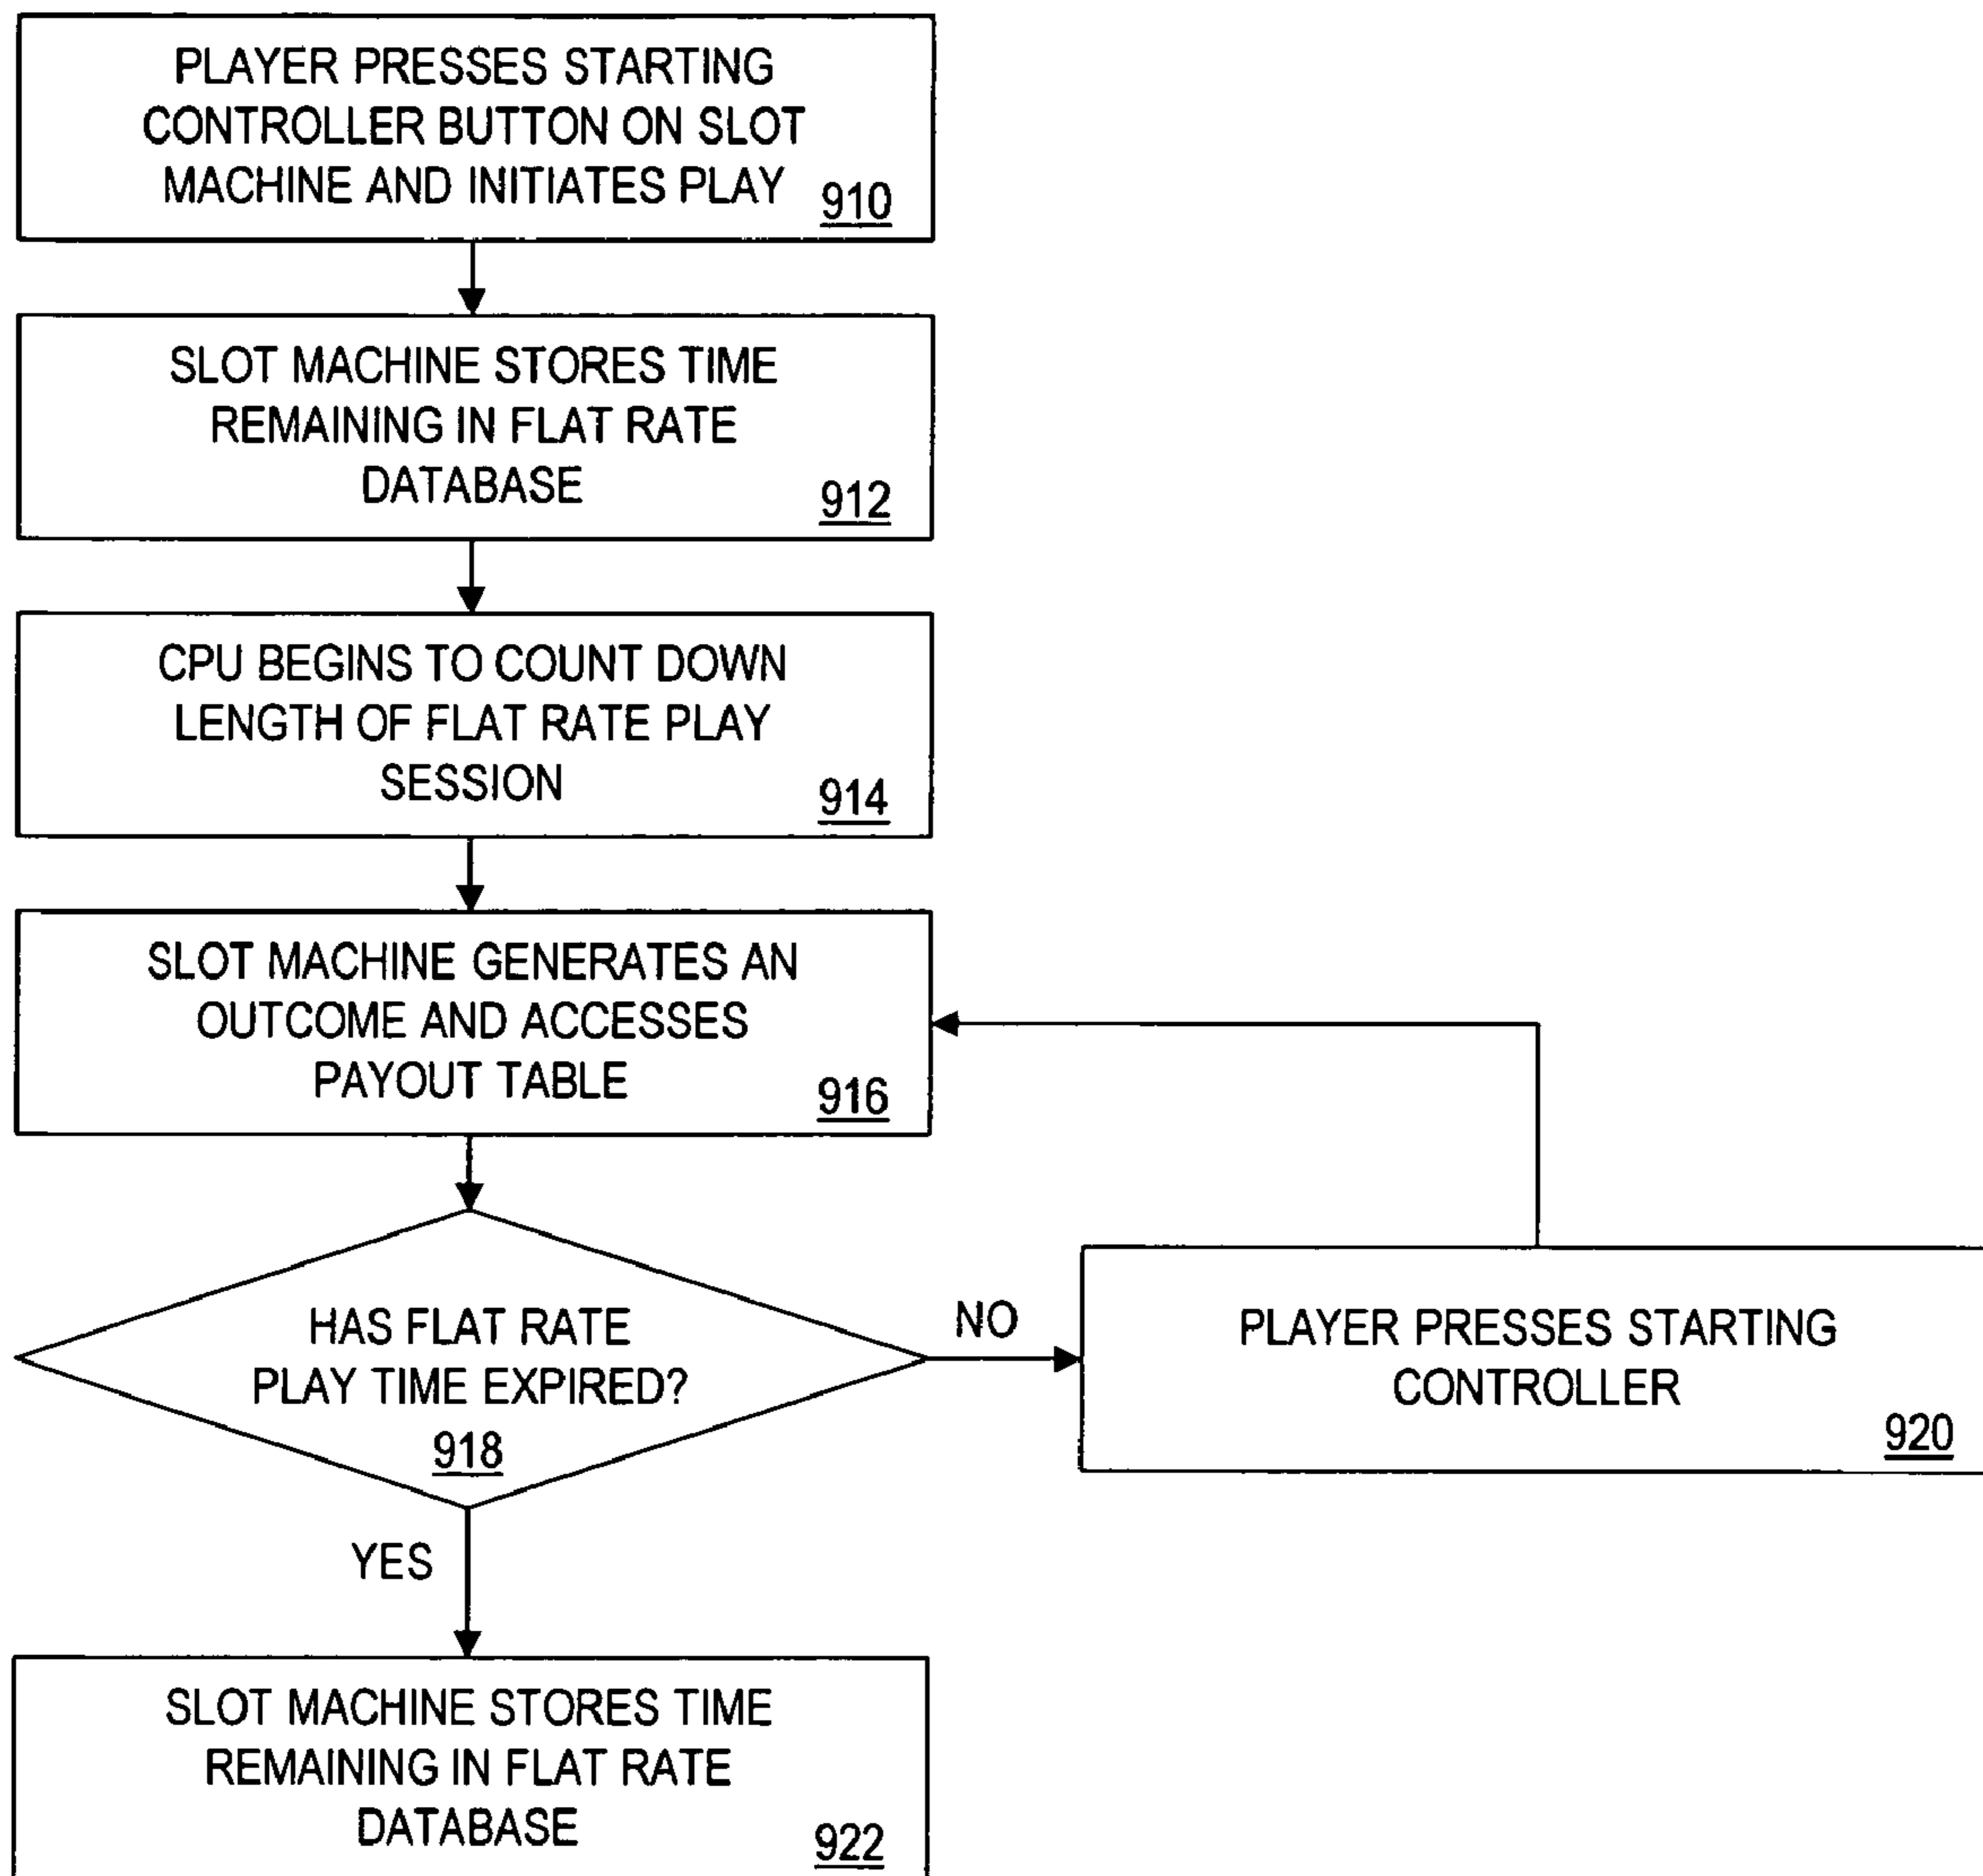 PLAYER PRESSES STARTING
CONTROLLER BUTTON ON SLOT
MACHINE AND INITIATES PLAY
910
SLOT MACHINE STORES TIME
REMAINING IN FLAT RATE
DATABASE
912
CPU BEGINS TO COUNT DOWN
LENGTH OF FLAT RATE PLAY
SESSION
914
SLOT MACHINE GENERATES AN
OUTCOME AND ACCESSES
PAYOUT TABLE
916
HAS FLAT RATE
PLAY TIME EXPIRED?
918
NO
PLAYER PRESSES STARTING
CONTROLLER
920
YES
SLOT MACHINE STORES TIME
REMAINING IN FLAT RATE
DATABASE
922